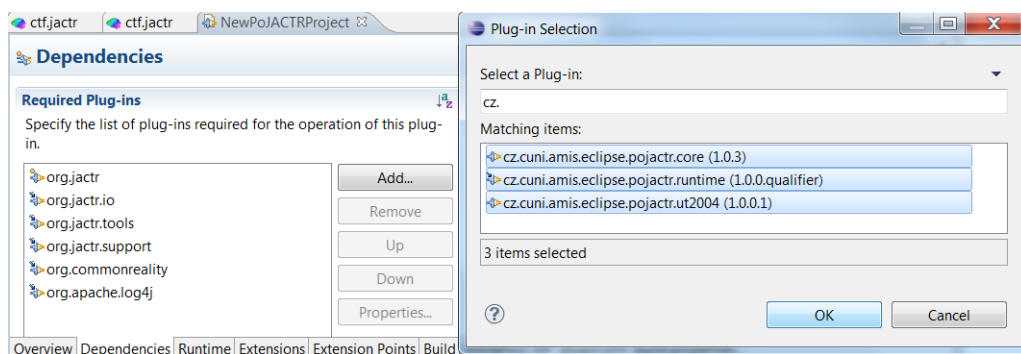 ctf.jactr
ctf.jactr
NewPoJACTRProject
Dependencies
Required Plug-ins
Specify the list of plug-ins required for the operation of this plug-
in.
org.jactr
org.jactr.io
org.jactr.tools
org.jactr.support
org.commonreality
org.apache.log4j
Add...
Remove
Up
Down
Properties...
Overview Dependencies Runtime Extensions Extension Points Build
Plug-in Selection
Select a Plug-in:
cz.
Matching items:
cz.cuni.amis.eclipse.pojactr.core (1.0.3)
cz.cuni.amis.eclipse.pojactr.runtime (1.0.0.qualifier)
cz.cuni.amis.eclipse.pojactr.ut2004 (1.0.0.1)
3 items selected
OK
Cancel